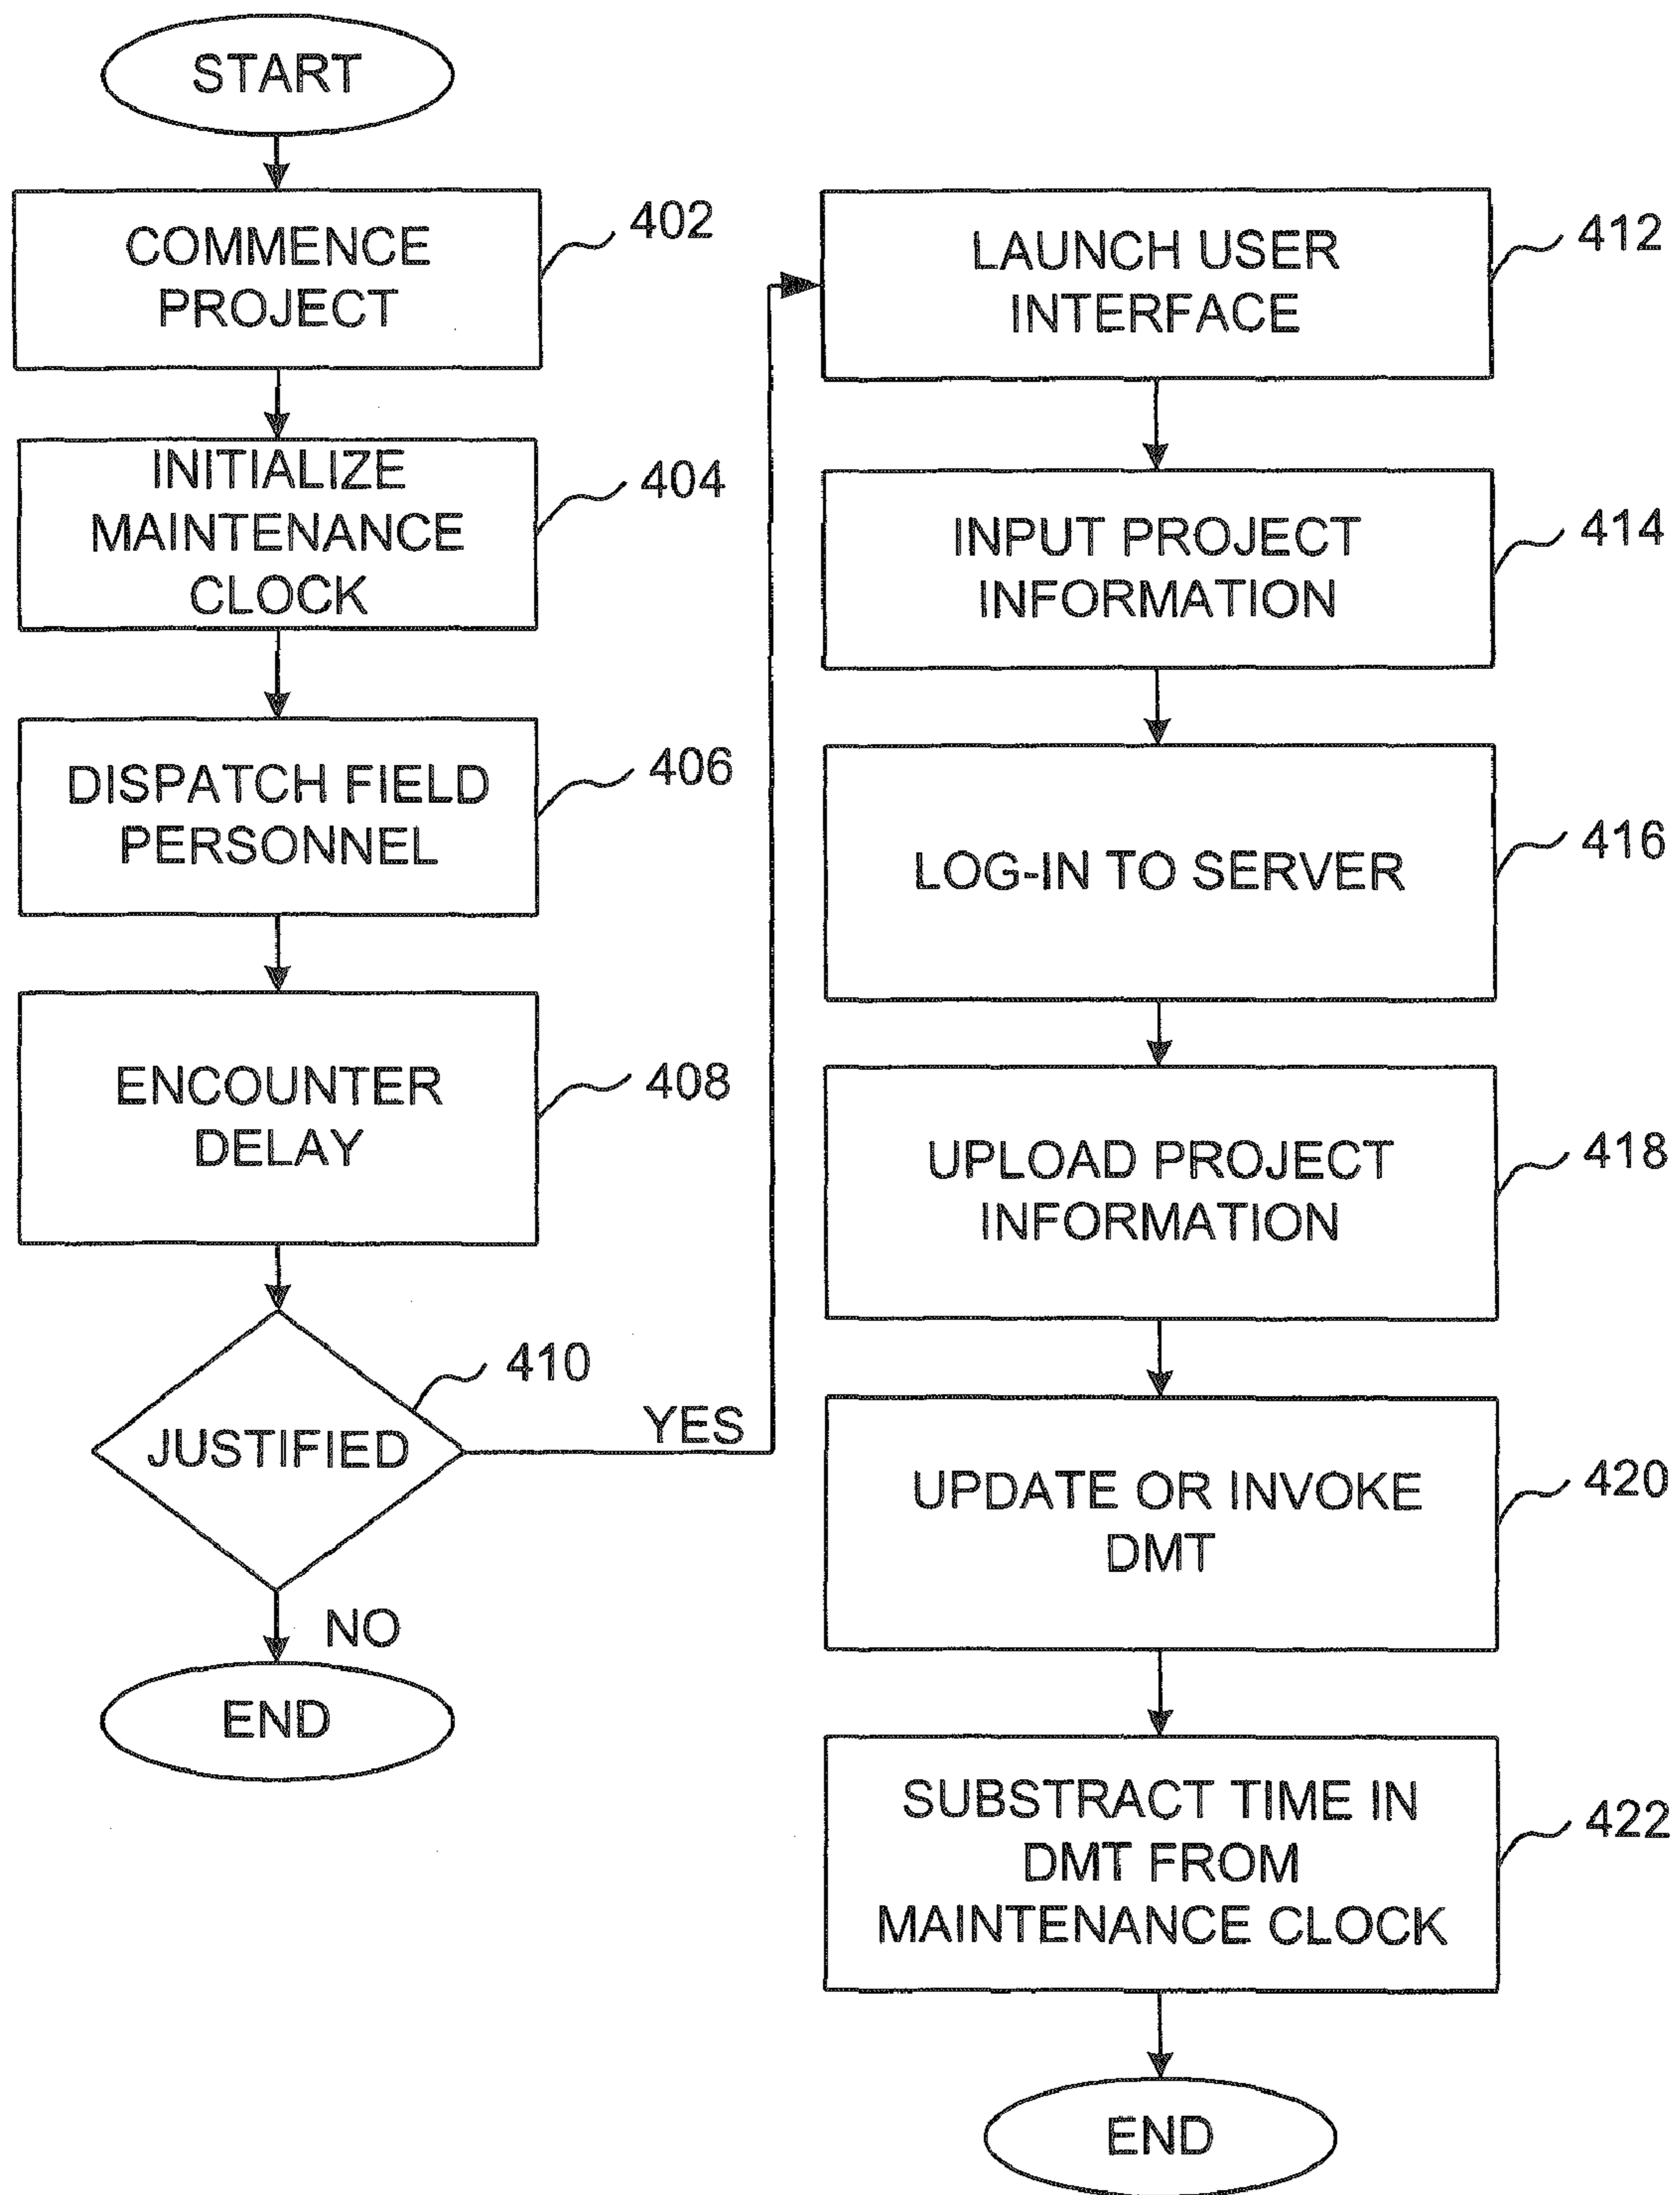 START
COMMENCE
PROJECT
402
INITIALIZE
MAINTENANCE
CLOCK
404
DISPATCH FIELD
PERSONNEL
406
ENCOUNTER
DELAY
408
JUSTIFIED
410
YES
NO
END
LAUNCH USER
INTERFACE
412
INPUT PROJECT
INFORMATION
414
LOG-IN TO SERVER
416
UPLOAD PROJECT
INFORMATION
418
UPDATE OR INVOKE
DMT
420
SUBSTRACT TIME IN
DMT FROM
MAINTENANCE CLOCK
422
END